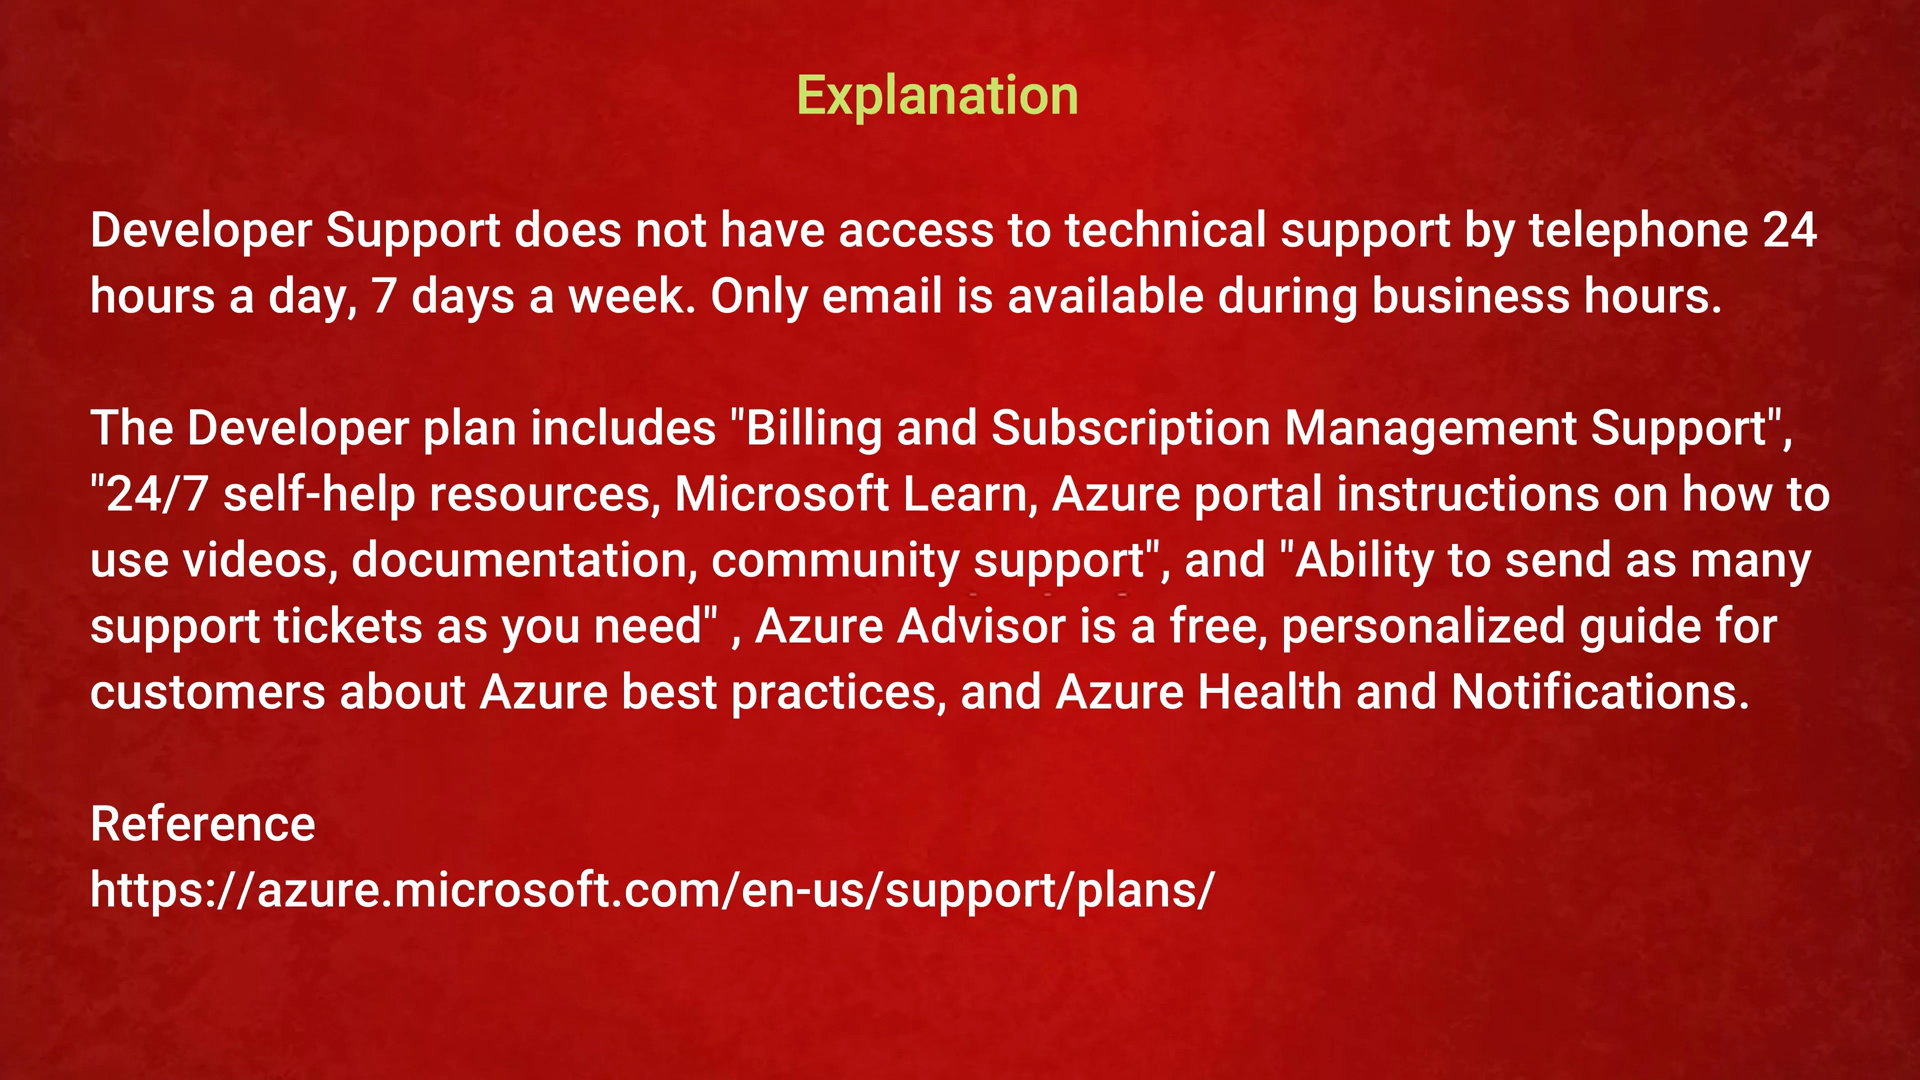 Explanation
Developer Support does not have access to technical support by telephone 24
hours a day, 7 days a week. Only email is available during business hours.
The Developer plan includes "Billing and Subscription Management Support",
"24/7 self-help resources, Microsoft Learn, Azure portal instructions on how to
use videos, documentation, community support", and "Ability to send as many
support tickets as you need" , Azure Advisor is a free, personalized guide for
customers about Azure best practices, and Azure Health and Notifications.
Reference
https://azure.microsoft.com/en-us/support/plans/